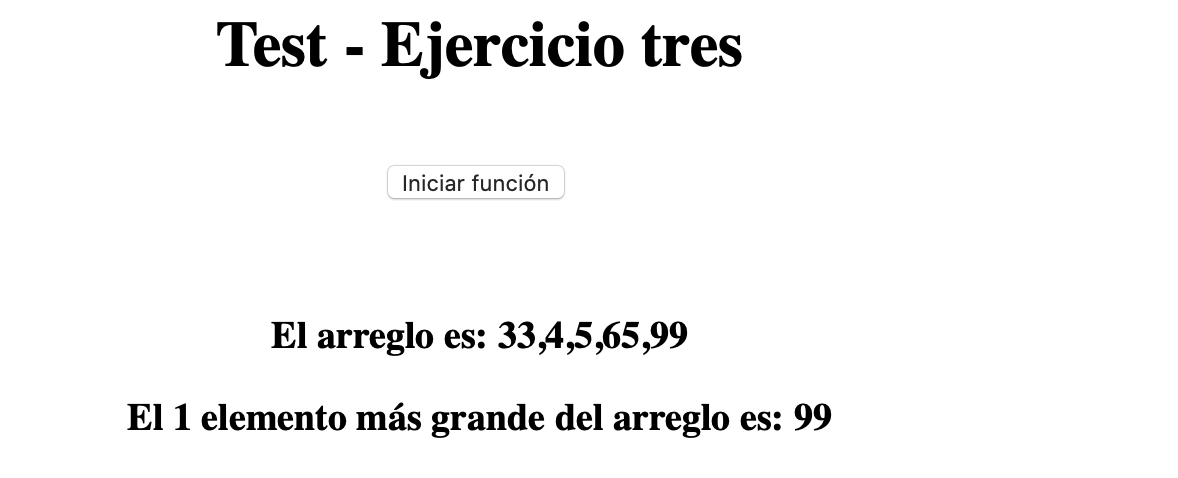 Test - Ejercicio tres
Iniciar función
El arreglo es: 33,4,5,65,99
El 1 elemento más grande del arreglo es: 99